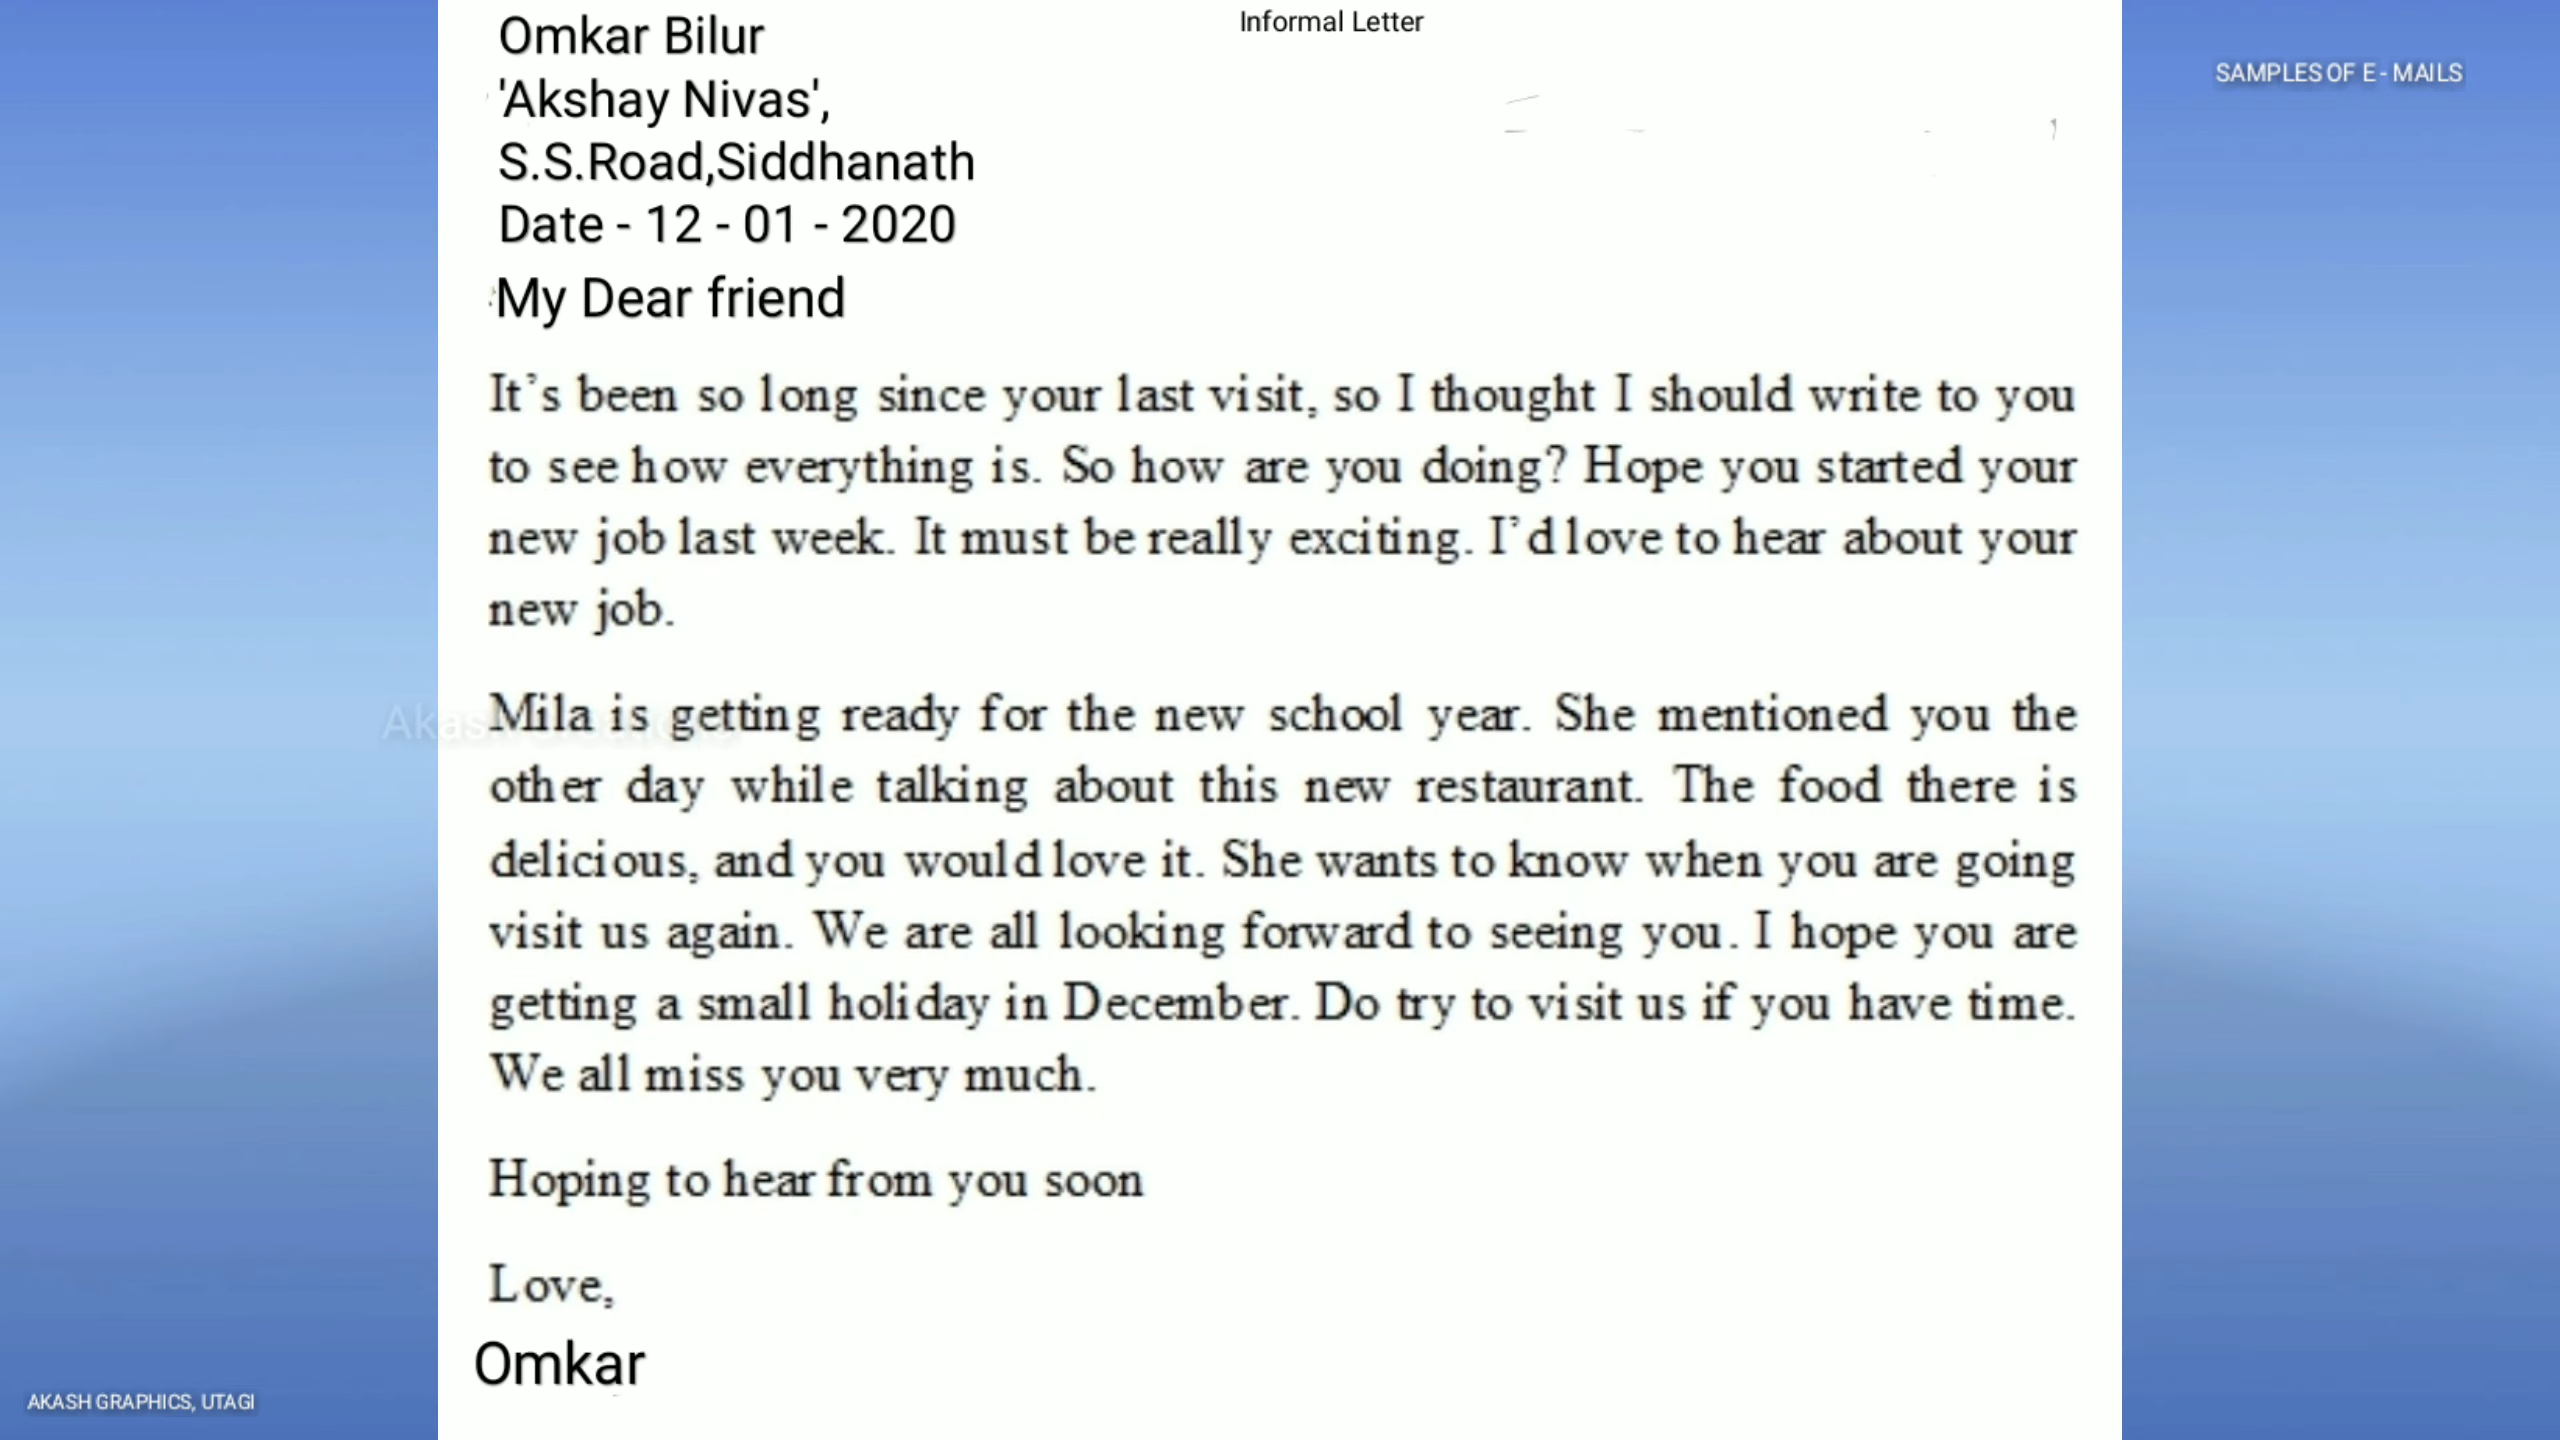 Informal Letter
SAMPLES OF E - MAILS
Omkar Bilur
'Akshay Nivas',
S.S.Road,Siddhanath
Date - 12 - 01 - 2020
My Dear friend
It's been so long since your last visit, so I thought I should write to you
to see how everything is. So how are you doing? Hope you started your
new job last week. It must be really exciting. I'd love to hear about your
new job.
Mila is getting ready for the new school year. She mentioned you the
other day while talking about this new restaurant. The food there is
delicious, and you would love it. She wants to know when you are going
visit us again. We are all looking forward to seeing you. I hope you are
getting a small holiday in December. Do try to visit us if you have time.
We all miss you very much.
Hoping to hear from you soon
Love,
Omkar
AKASH GRAPHICS, UTAGI